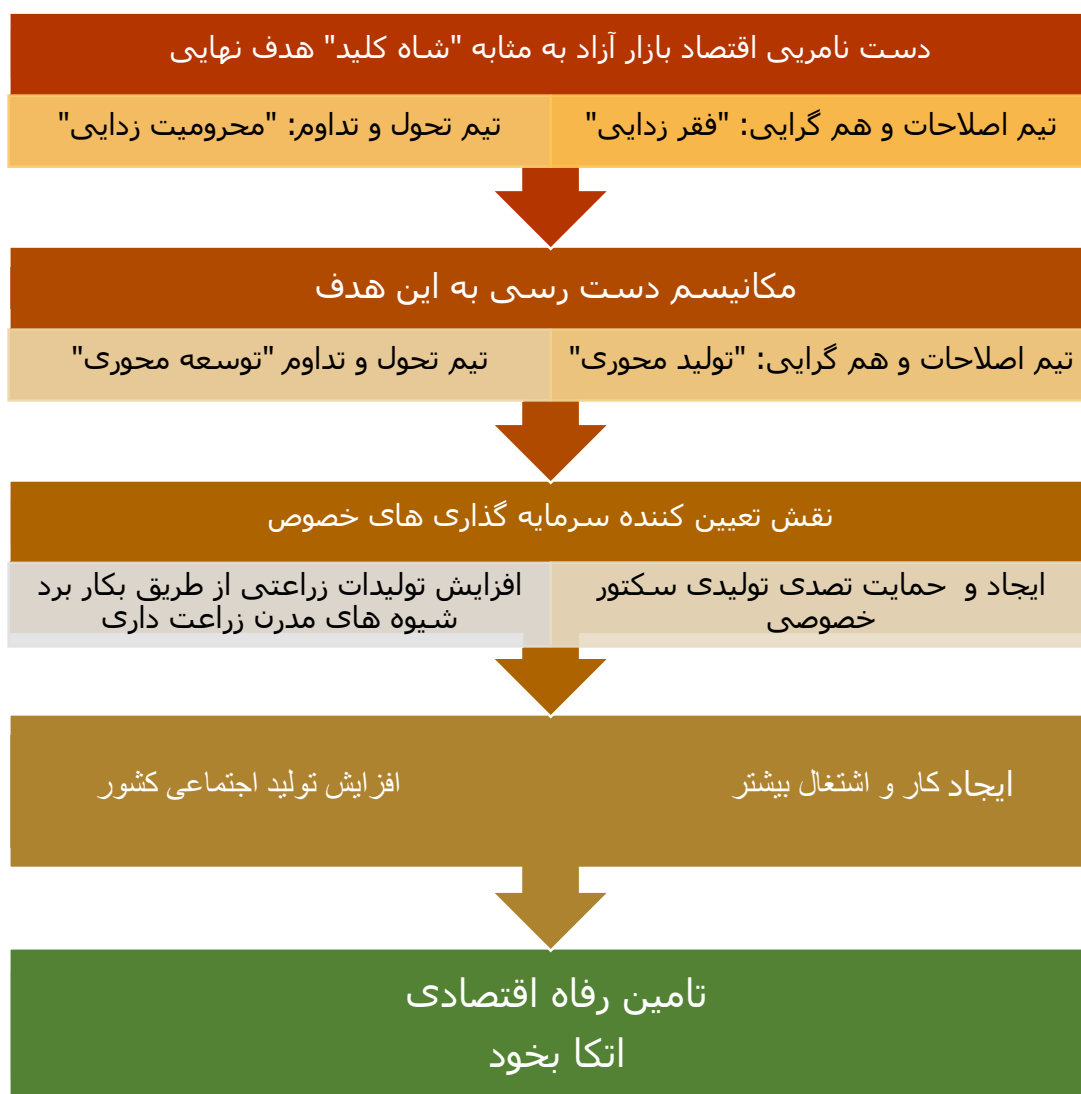 دست نامریی اقتصاد بازار آزاد به مثابه "شاه کلید" هدف نهایی
تیم اصلاحات و هم گرایی: "فقر زدایی"
تیم تحول و تداوم: "محرومیت زدایی"
مکانیسم دست رسی به این هدف
تیم اصلاحات و هم گرایی: "تولید محوری"
تیم تحول و تداوم "توسعه محوری"
نقش تعیین کننده سرمایه گذاری های خصوص
ایجاد و حمایت تصدی تولیدی سکتور
خصوصی
افزایش تولیدات زراعتی از طریق بکار برد
شیوه های مدرن زراعت داری
ایجاد کار و اشتغال بیشتر
افزایش تولید اجتماعی کشور
تامین رفاه اقتصادی
اتکا بخود